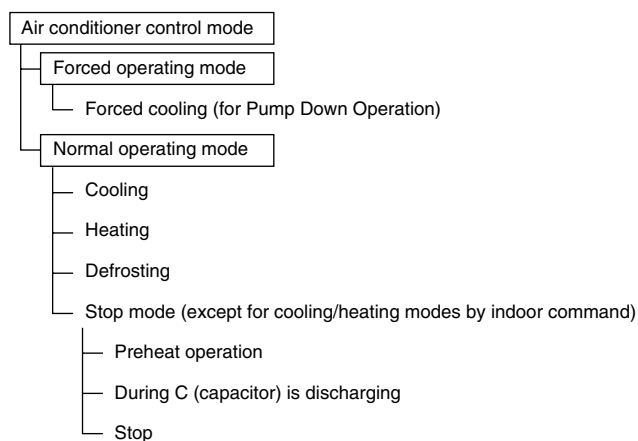 Air conditioner control mode
Forced operating mode
Forced cooling (for Pump Down Operation)
Normal operating mode
Cooling
Heating
Defrosting
Stop mode (except for cooling/heating modes by indoor command)
Preheat operation
During C (capacitor) is discharging
Stop